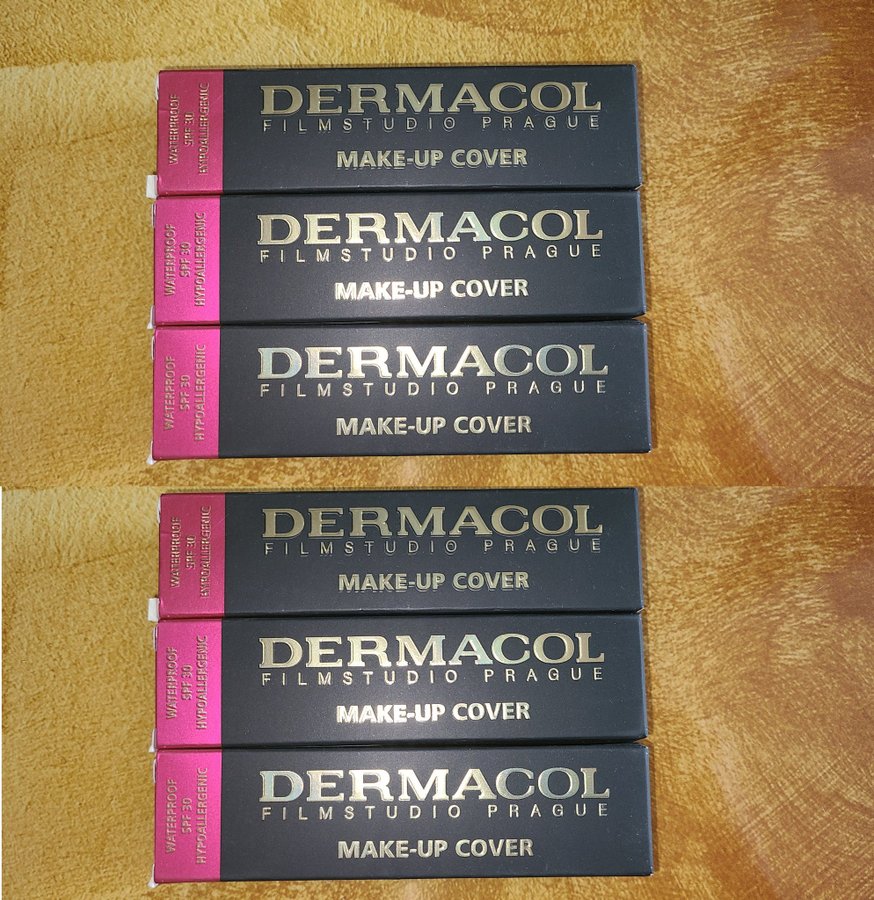 WATERPROOF
SPF 30
HYPOALLERGENIC
DERMACOL
FILMSTUDIO PRAGUE
MAKE-UP COVER
WATERPROOF
SPF 30
HYPOALLERGENIC
DERMACOL
FILMSTUDIO PRAGUE
MAKE-UP COVER
WATERPROOF
SPF 30
HYPOALLERGENIC
DERMACOL
FILMSTUDIO PRAGUE
MAKE-UP COVER
WATERPROOF
SPF 30
HYPOALLERGENIC
DERMACOL
FILMSTUDIO PRAGUE
MAKE-UP COVER
WATERPROOF
SPF 30
HYPOALLERGENIC
DERMACOL
FILMSTUDIO PRAGUE
MAKE-UP COVER
WATERPROOF
SPF 30
HYPOALLERGENIC
DERMACOL
FILMSTUDIO PRAGUE
MAKE-UP COVER